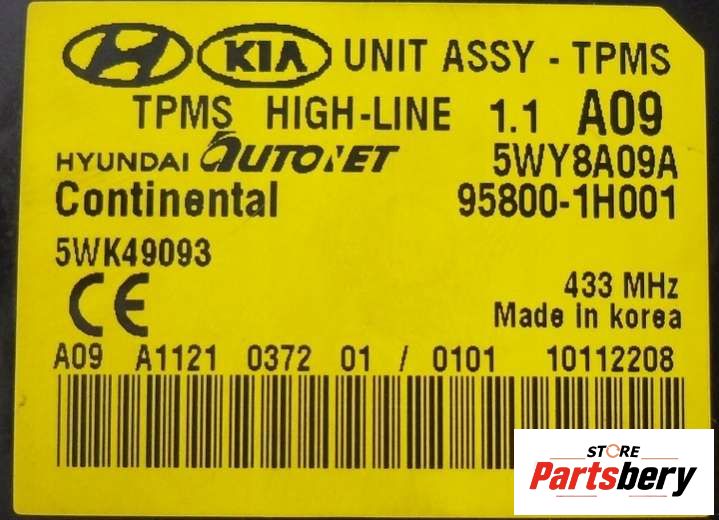 KIA UNIT ASSY - TPMS
TPMS HIGH-LINE 1.1 A09
HYUNDAI AUTONET 5WY8A09A
Continental 95800-1H001
5WK49093
CE 433 MHz
Made in korea
A09 A1121 0372 01 / 0101 10112208
STORE
Partsbery